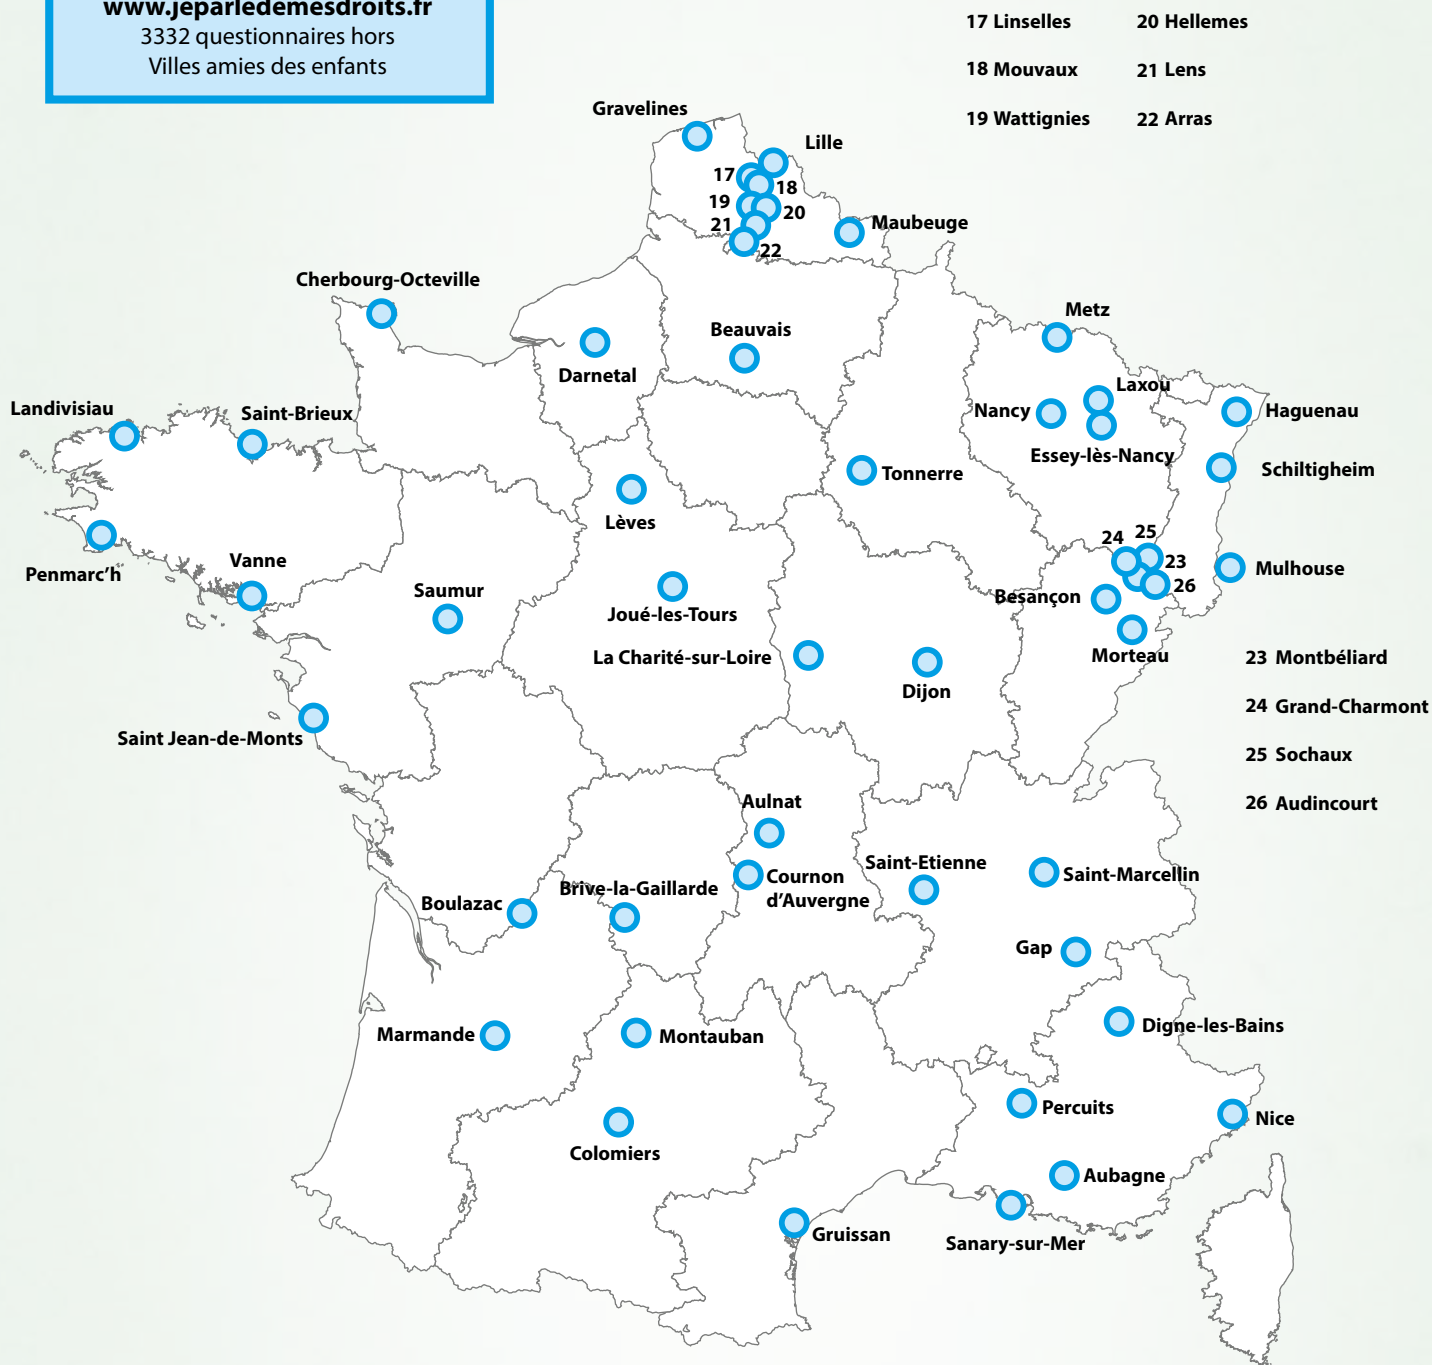 www.jeparledemesdroits.fr
3332 questionnaires hors
Villes amies des enfants
17 Linselles
20 Hellemes
18 Mouvaux
21 Lens
19 Wattignies
22 Arras
Gravelines
Lille
17
18
19
20
21
22
Maubeuge
Cherbourg-Octeville
Metz
Beauvais
Darnetal
Laxou
Landivisiau
Saint-Brieux
Nancy
Haguenau
Essey-lès-Nancy
Tonnerre
Schiltigheim
Lèves
24
25
23
26
Penmarc'h
Vanne
Mulhouse
Saumur
Besançon
Joué-les-Tours
La Charité-sur-Loire
Morteau
Dijon
23 Montbéliard
24 Grand-Charmont
25 Sochaux
26 Audincourt
Saint Jean-de-Monts
Aulnat
Saint-Etienne
Cournon
d'Auvergne
Saint-Marcellin
Brive-la-Gaillarde
Boulazac
Gap
Digne-les-Bains
Marmande
Montauban
Percuits
Nice
Colomiers
Aubagne
Gruissan
Sanary-sur-Mer